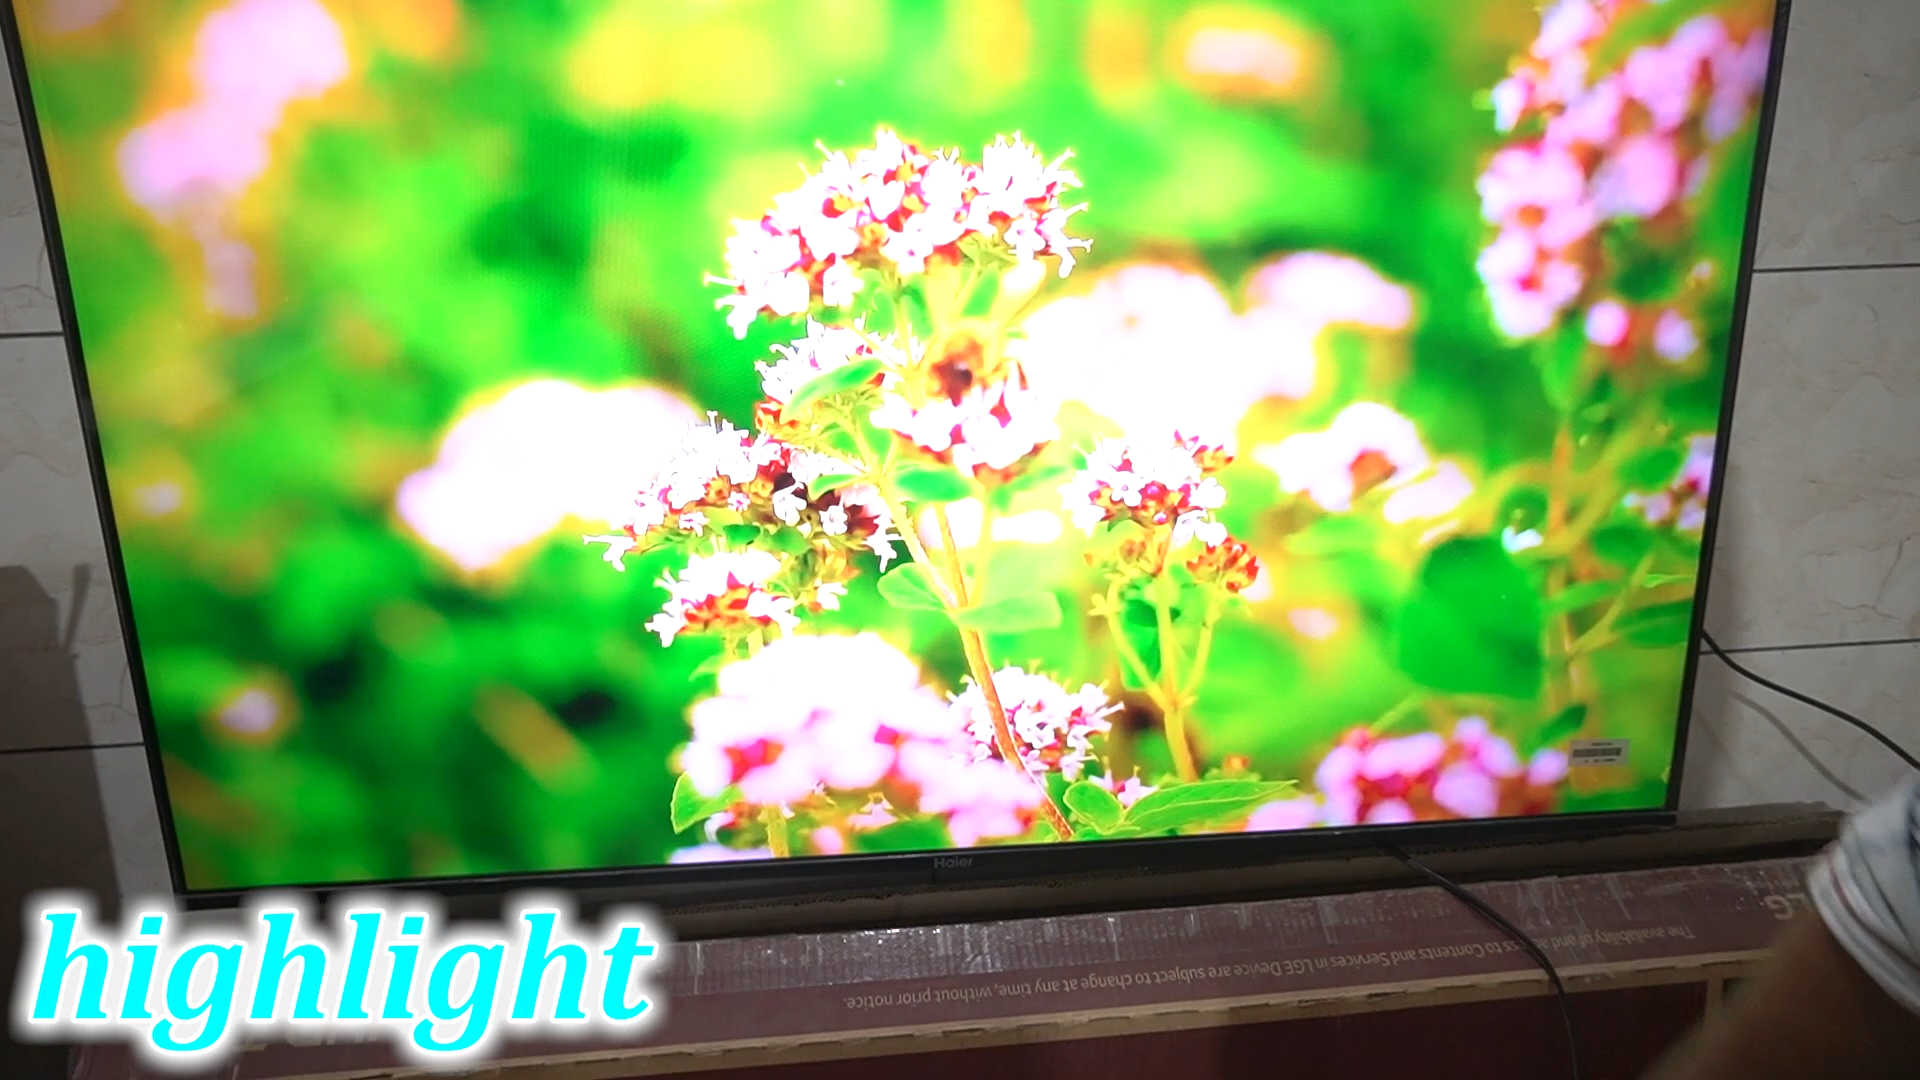 Haier
LG
The availability of and access to Contents and Services in LGE Device are subject to change at any time, without prior notice.
highlight